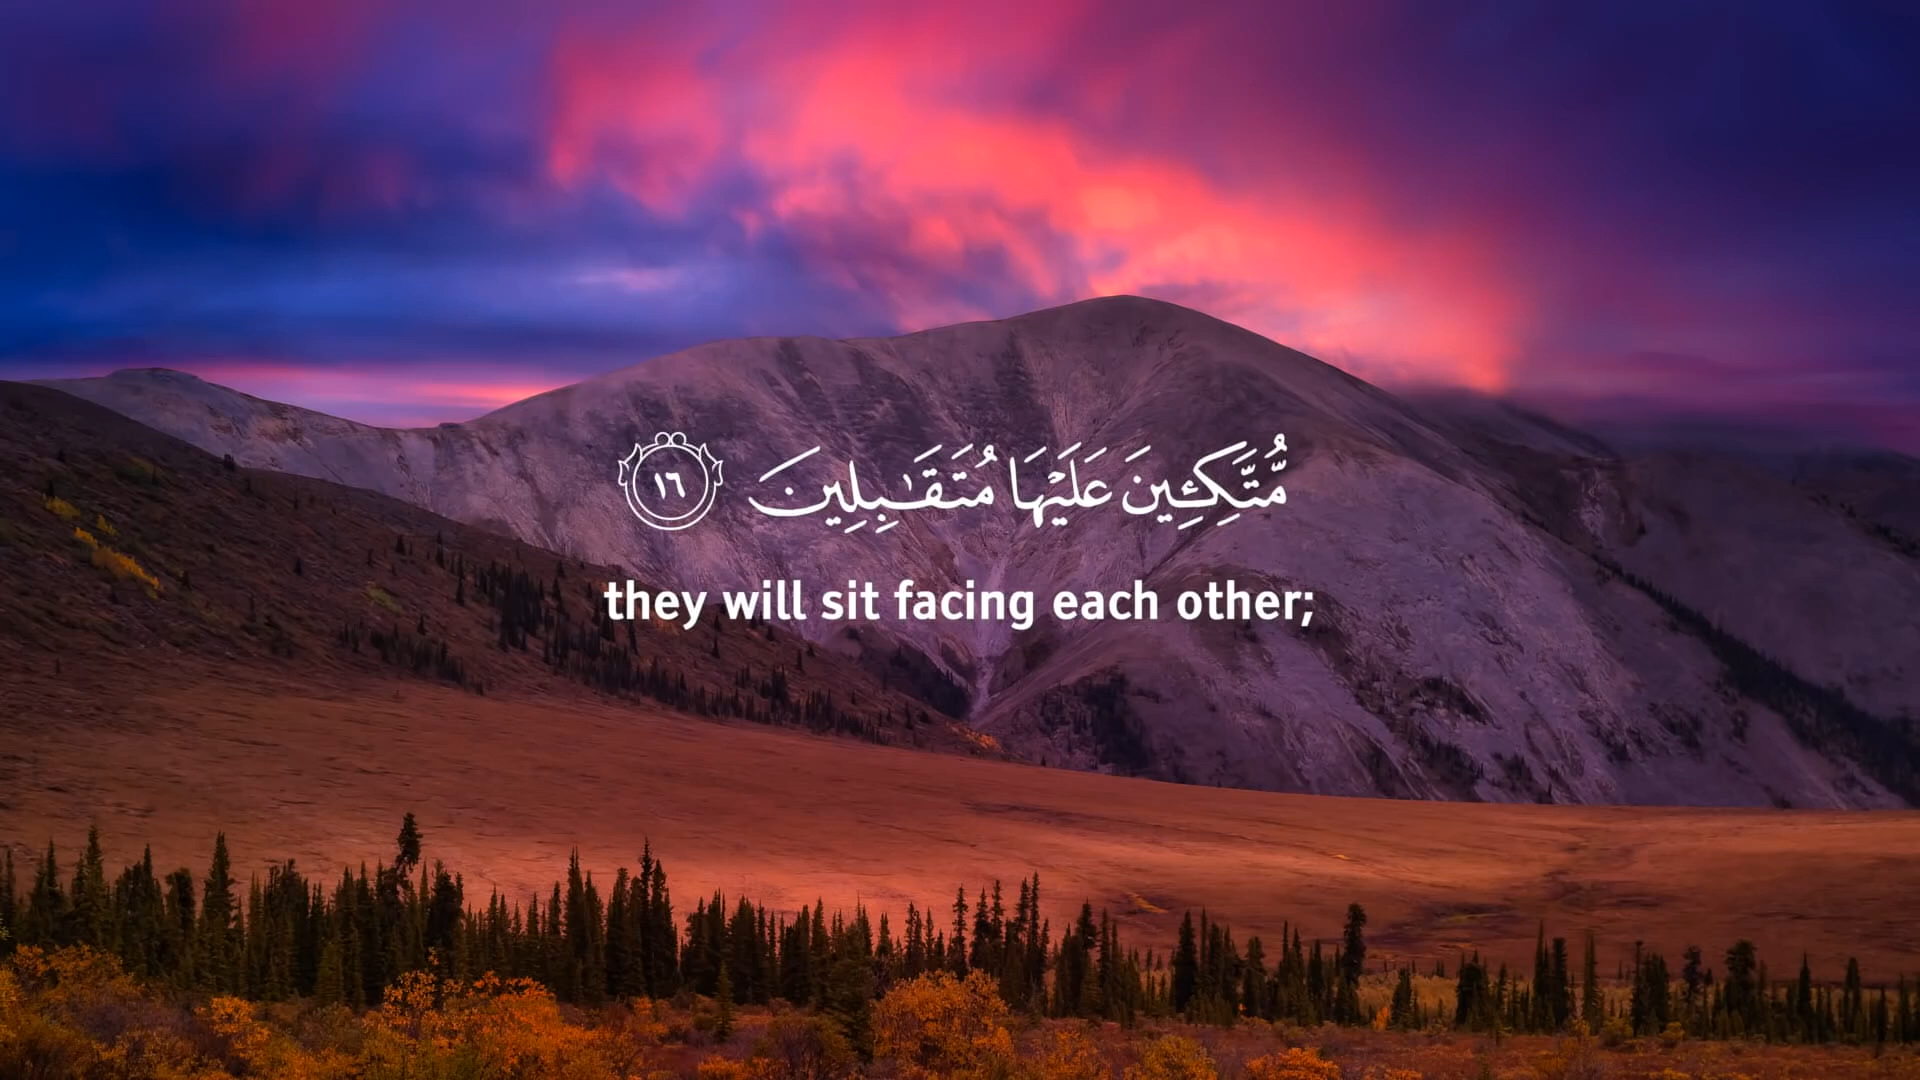 مُّتَّكِـِٔينَ عَلَيْهَا مُتَقَـٰبِلِينَ ١٦
they will sit facing each other;